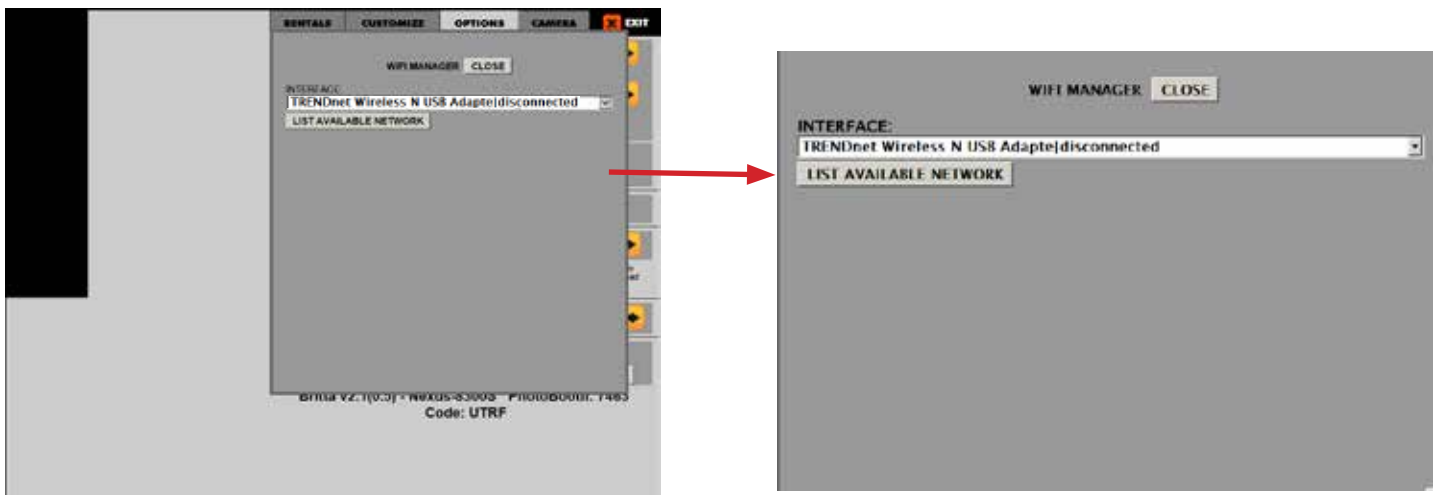 RENTALS CUSTOMIZE OPTIONS CAMERA X EXIT
WIFI MANAGER CLOSE
INTERFACE:
TRENDnet Wireless N USB Adapte|disconnected
LIST AVAILABLE NETWORK
Code: UTRF
WIFI MANAGER CLOSE
INTERFACE:
TRENDnet Wireless N USB Adapte|disconnected
LIST AVAILABLE NETWORK